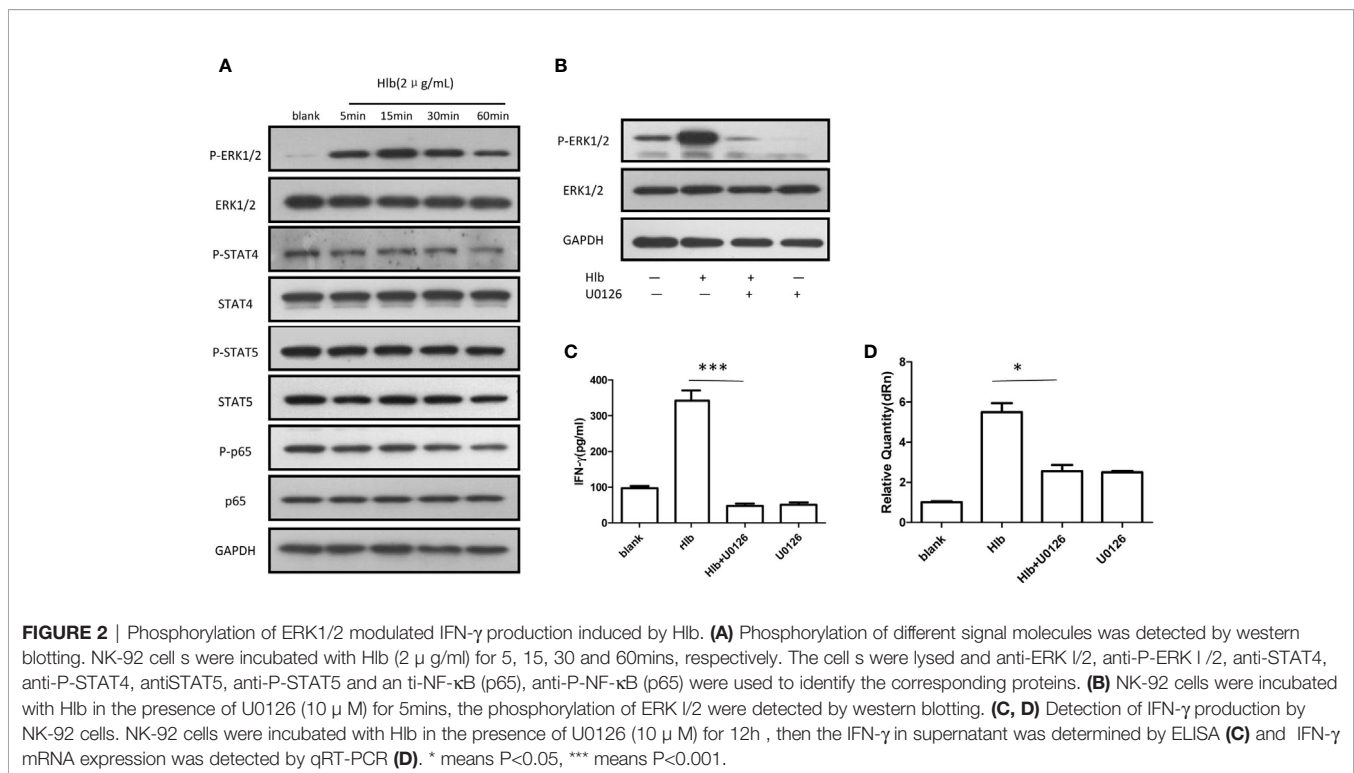 A
Hlb(2 μ g/mL)
blank 5min 15min 30min 60min
P-ERK1/2
ERK1/2
P-STAT4
STAT4
P-STAT5
STAT5
P-p65
p65
GAPDH
B
P-ERK1/2
ERK1/2
GAPDH
Hlb — + + —
U0126 — — + +
C
***
IFN-γ(pg/ml)
400
300
200
100
0
blank
Hlb
Hlb+U0126
U0126
D
*
Relative Quantity(dRn)
8
6
4
2
0
blank
Hlb
Hlb+U0126
U0126
FIGURE 2 | Phosphorylation of ERK1/2 modulated IFN-γ production induced by Hlb. (A) Phosphorylation of different signal molecules was detected by western
blotting. NK-92 cell s were incubated with Hlb (2 μ g/ml) for 5, 15, 30 and 60mins, respectively. The cell s were lysed and anti-ERK l/2, anti-P-ERK l /2, anti-STAT4,
anti-P-STAT4, antiSTAT5, anti-P-STAT5 and an ti-NF-κB (p65), anti-P-NF-κB (p65) were used to identify the corresponding proteins. (B) NK-92 cells were incubated
with Hlb in the presence of U0126 (10 μ M) for 5mins, the phosphorylation of ERK l/2 were detected by western blotting. (C, D) Detection of IFN-γ production by
NK-92 cells. NK-92 cells were incubated with Hlb in the presence of U0126 (10 μ M) for 12h , then the IFN-γ in supernatant was determined by ELISA (C) and IFN-γ
mRNA expression was detected by qRT-PCR (D). * means P<0.05, *** means P<0.001.